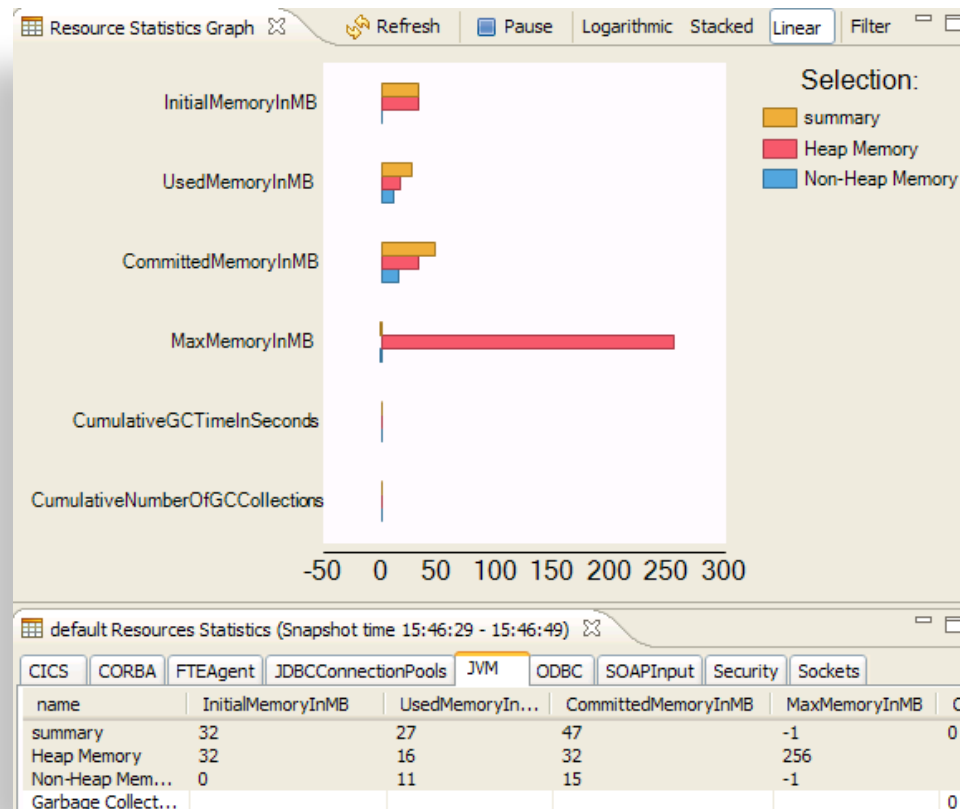 Resource Statistics Graph Refresh Pause Logarithmic Stacked Linear Filter
Selection:
summary
Heap Memory
Non-Heap Memory
InitialMemoryInMB
UsedMemoryInMB
CommittedMemoryInMB
MaxMemoryInMB
CumulativeGCTimeInSeconds
CumulativeNumberOfGCCollections
-50 0 50 100 150 200 250 300
default Resources Statistics (Snapshot time 15:46:29 - 15:46:49)
CICS CORBA FTEAgent JDBCConnectionPools JVM ODBC SOAPInput Security Sockets
name InitialMemoryInMB UsedMemoryIn... CommittedMemoryInMB MaxMemoryInMB C
summary 32 27 47 -1 0
Heap Memory 32 16 32 256
Non-Heap Mem... 0 11 15 -1
Garbage Collect... 0